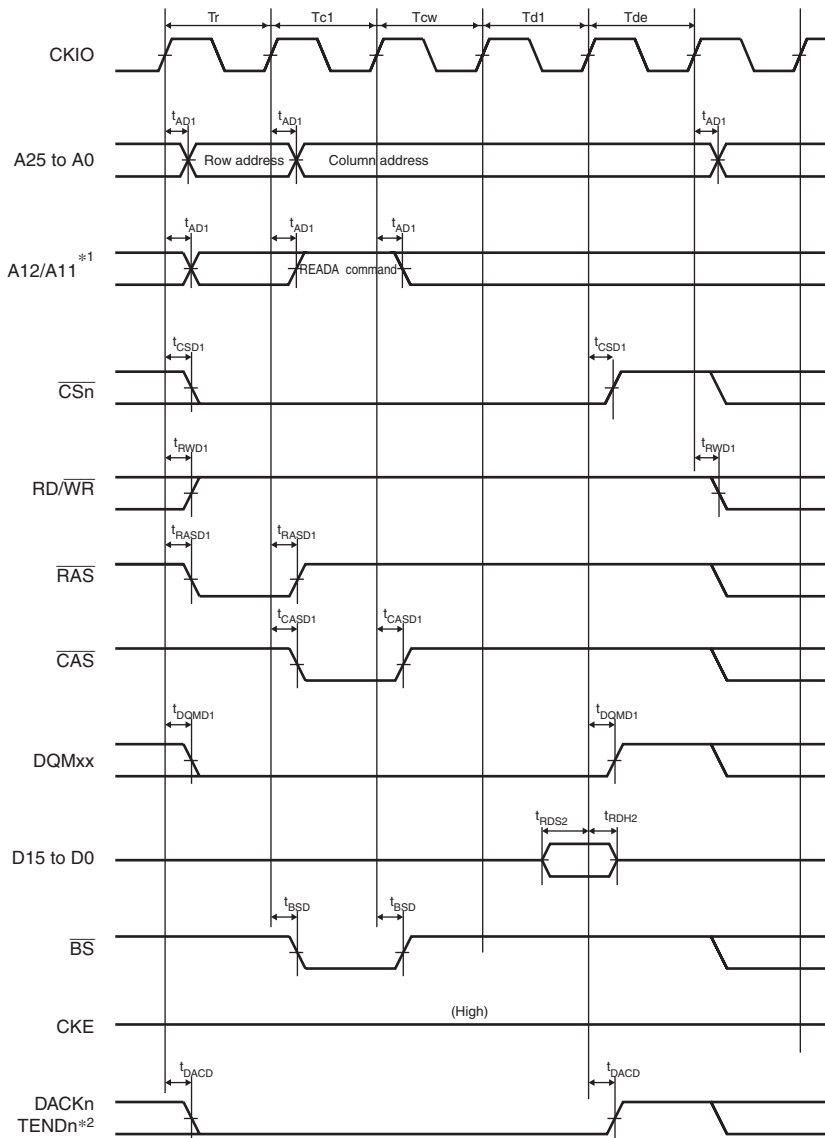 Tr Tc1 Tcw Td1 Tde
CKIO
tAD1 tAD1 tAD1
A25 to A0 Row address Column address
tAD1 tAD1 tAD1
A12/A11 *1 READA command
tCSD1 tCSD1
CSn
tRWD1 tRWD1
RD/WR
tRASD1 tRASD1
RAS
tCASD1 tCASD1
CAS
tDQMD1 tDQMD1
DQMxx
tRDS2 tRDH2
D15 to D0
tBSD tBSD
BS
(High)
CKE
tDACD tDACD
DACKn
TENDn*2